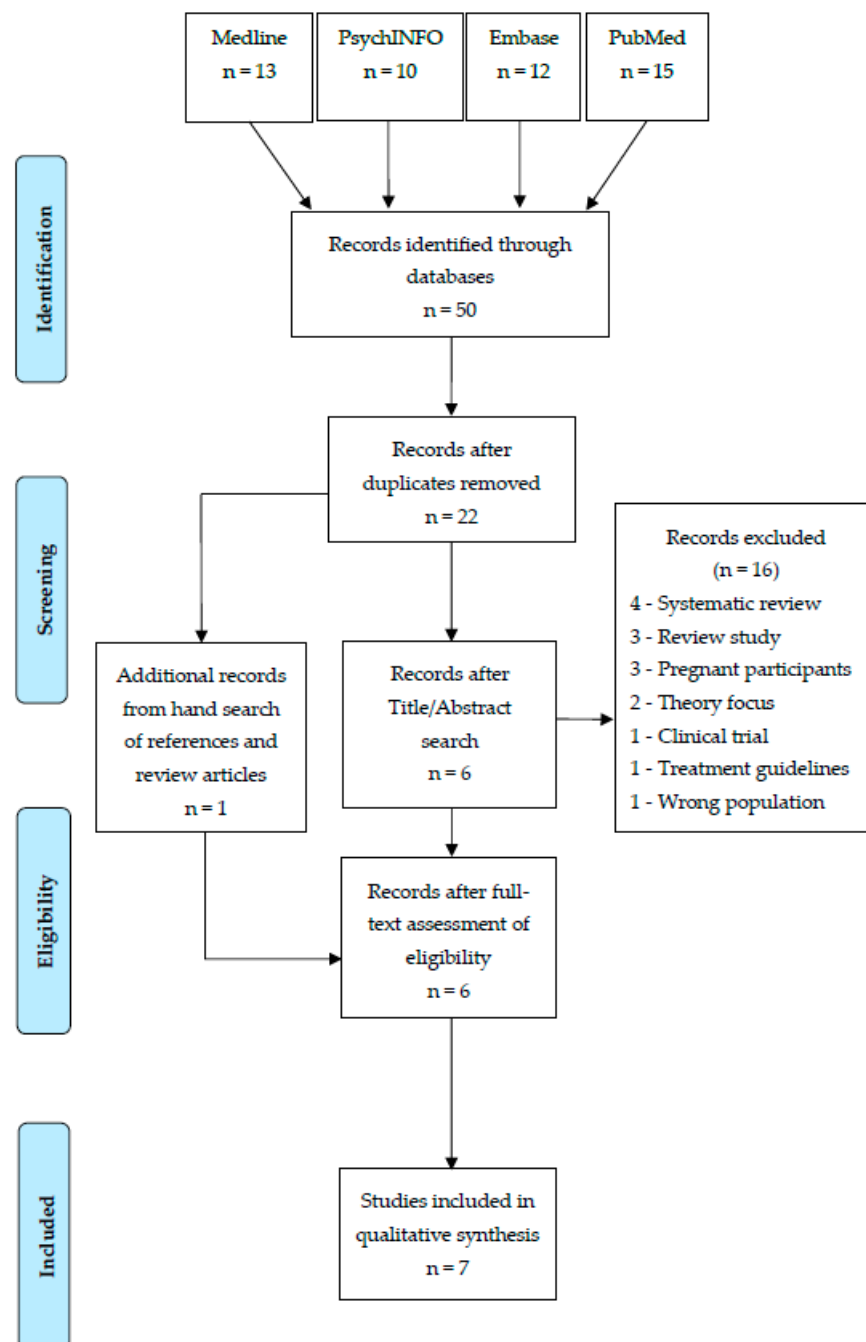 Medline
n = 13
PsychINFO
n = 10
Embase
n = 12
PubMed
n = 15
Identification
Records identified through
databases
n = 50
Records after
duplicates removed
n = 22
Screening
Records excluded
(n = 16)
4 - Systematic review
3 - Review study
3 - Pregnant participants
2 - Theory focus
1 - Clinical trial
1 - Treatment guidelines
1 - Wrong population
Additional records
from hand search
of references and
review articles
n = 1
Records after
Title/Abstract
search
n = 6
Eligibility
Records after full-
text assessment of
eligibility
n = 6
Included
Studies included in
qualitative synthesis
n = 7